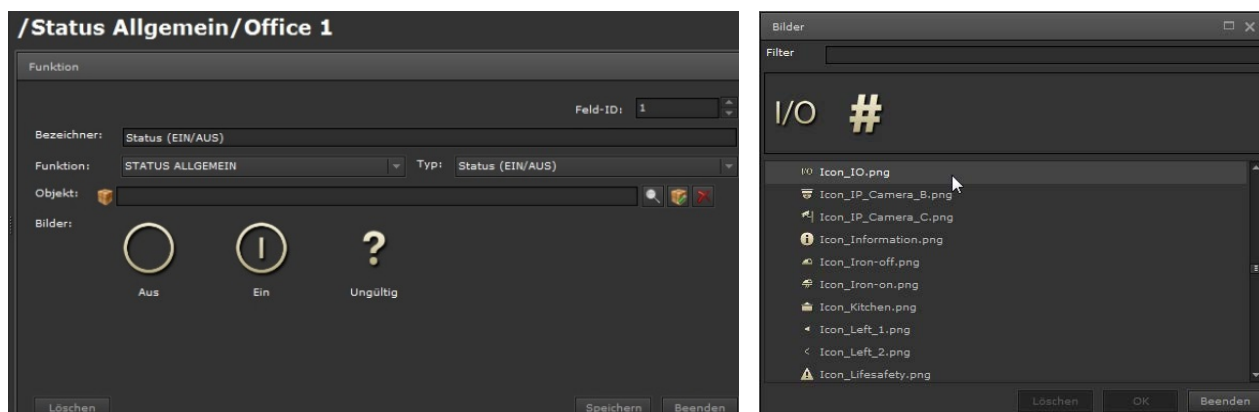 /Status Allgemein/Office 1
Funktion
Feld-ID: 1
Bezeichner: Status (EIN/AUS)
Funktion: STATUS ALLGEMEIN Typ: Status (EIN/AUS)
Objekt:
Bilder:
Aus Ein Ungültig
Löschen Speichern Beenden
Bilder
Filter
I/O #
I/O Icon_IO.png
Icon_IP_Camera_B.png
Icon_IP_Camera_C.png
Icon_Information.png
Icon_Iron-off.png
Icon_Iron-on.png
Icon_Kitchen.png
Icon_Left_1.png
Icon_Left_2.png
Icon_Lifesafety.png
Löschen OK Beenden